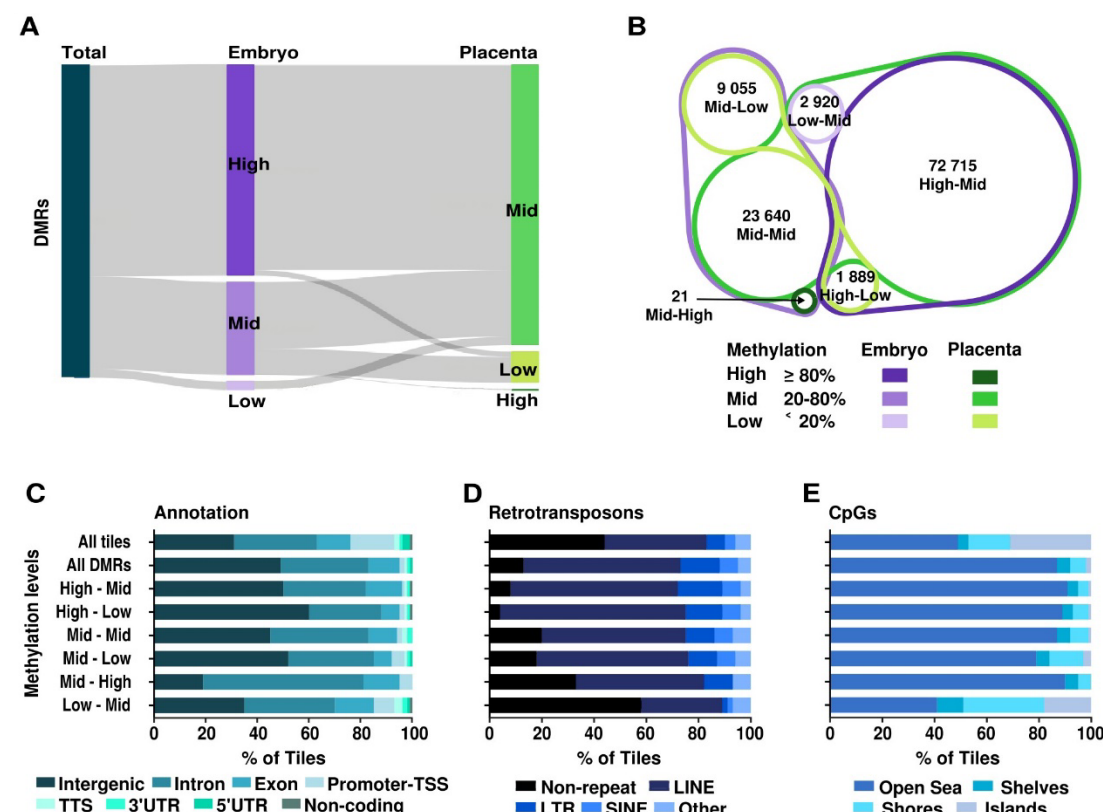 A
Total Embryo Placenta
DMRs
High
Mid
Low
Mid
Low
High
B
9 055
Mid-Low
2 920
Low-Mid
72 715
High-Mid
23 640
Mid-Mid
1 889
High-Low
21
Mid-High
Methylation Embryo Placenta
High ≥ 80%
Mid 20-80%
Low < 20%
C
Annotation
Methylation levels
All tiles
All DMRs
High - Mid
High - Low
Mid - Mid
Mid - Low
Mid - High
Low - Mid
0 20 40 60 80 100
% of Tiles
Intergenic Intron Exon Promoter-TSS
TTS 3'UTR 5'UTR Non-coding
D
Retrotransposons
0 20 40 60 80 100
% of Tiles
Non-repeat LINE
LTR SINE Other
E
CpGs
0 20 40 60 80 100
% of Tiles
Open Sea Shelves
Shores Islands